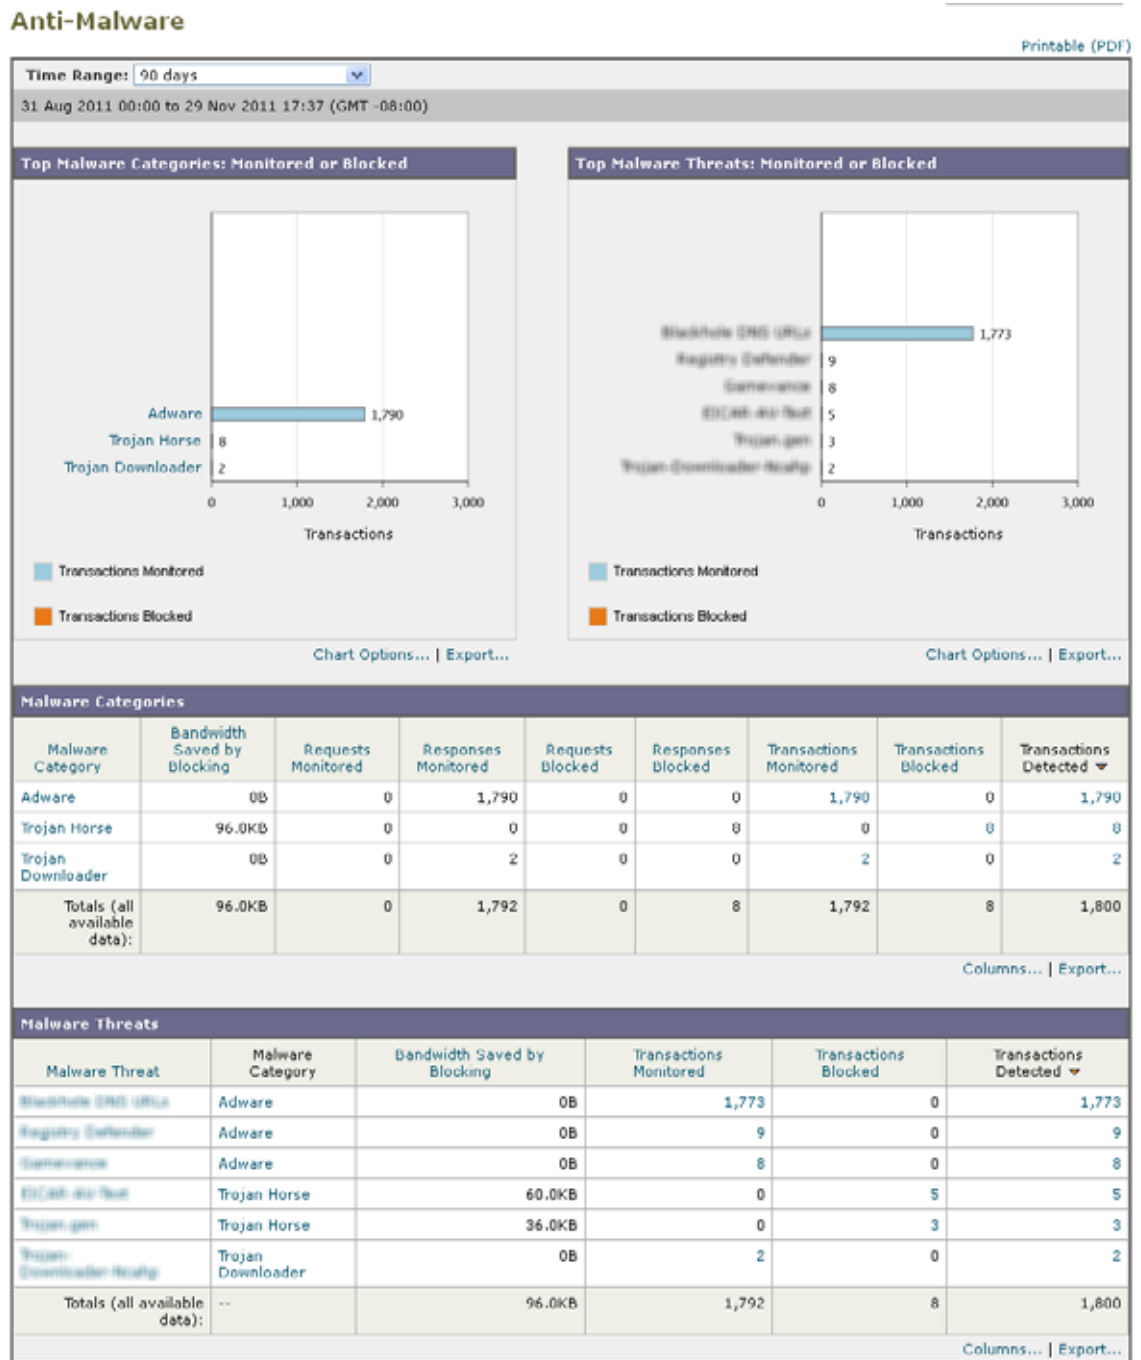 Anti-Malware
Printable (PDF)
Time Range: 90 days
31 Aug 2011 00:00 to 29 Nov 2011 17:37 (GMT -08:00)
Top Malware Categories: Monitored or Blocked
Adware 1,790
Trojan Horse 8
Trojan Downloader 2
0 1,000 2,000 3,000
Transactions
Transactions Monitored
Transactions Blocked
Chart Options... | Export...
Top Malware Threats: Monitored or Blocked
1,773
9
8
5
3
2
0 1,000 2,000 3,000
Transactions
Transactions Monitored
Transactions Blocked
Chart Options... | Export...
Malware Categories
Malware Category Bandwidth Saved by Blocking Requests Monitored Responses Monitored Requests Blocked Responses Blocked Transactions Monitored Transactions Blocked Transactions Detected
Adware 0B 0 1,790 0 0 1,790 0 1,790
Trojan Horse 96.0KB 0 0 0 8 0 8 8
Trojan Downloader 0B 0 2 0 0 2 0 2
Totals (all available data): 96.0KB 0 1,792 0 8 1,792 8 1,800
Columns... | Export...
Malware Threats
Malware Threat Malware Category Bandwidth Saved by Blocking Transactions Monitored Transactions Blocked Transactions Detected
Adware 0B 1,773 0 1,773
Adware 0B 9 0 9
Adware 0B 8 0 8
Trojan Horse 60.0KB 0 5 5
Trojan Horse 36.0KB 0 3 3
Trojan Downloader 0B 2 0 2
Totals (all available data): -- 96.0KB 1,792 8 1,800
Columns... | Export...